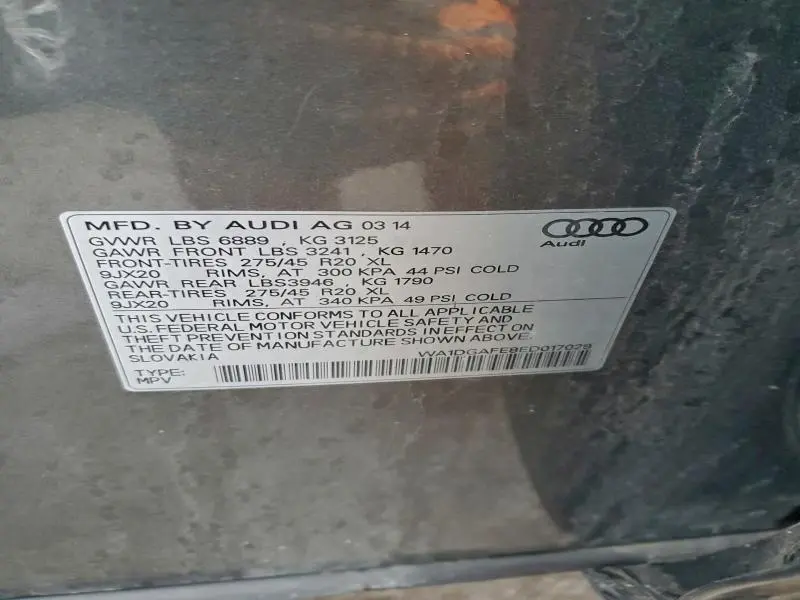 MFD. BY AUDI AG 03 14
Audi
GVWR LBS 6889 , KG 3125
GAWR FRONT LBS 3241 , KG 1470
FRONT-TIRES 275/45 R20 XL
9JX20 RIMS, AT 300 KPA 44 PSI COLD
GAWR REAR LBS3946 , KG 1790
REAR-TIRES 275/45 R20 XL
9JX20 RIMS, AT 340 KPA 49 PSI COLD
THIS VEHICLE CONFORMS TO ALL APPLICABLE
U.S. FEDERAL MOTOR VEHICLE SAFETY AND
THEFT PREVENTION STANDARDS IN EFFECT ON
THE DATE OF MANUFACTURE SHOWN ABOVE.
SLOVAKIA WA1DGAFE8ED017029
TYPE:
MPV